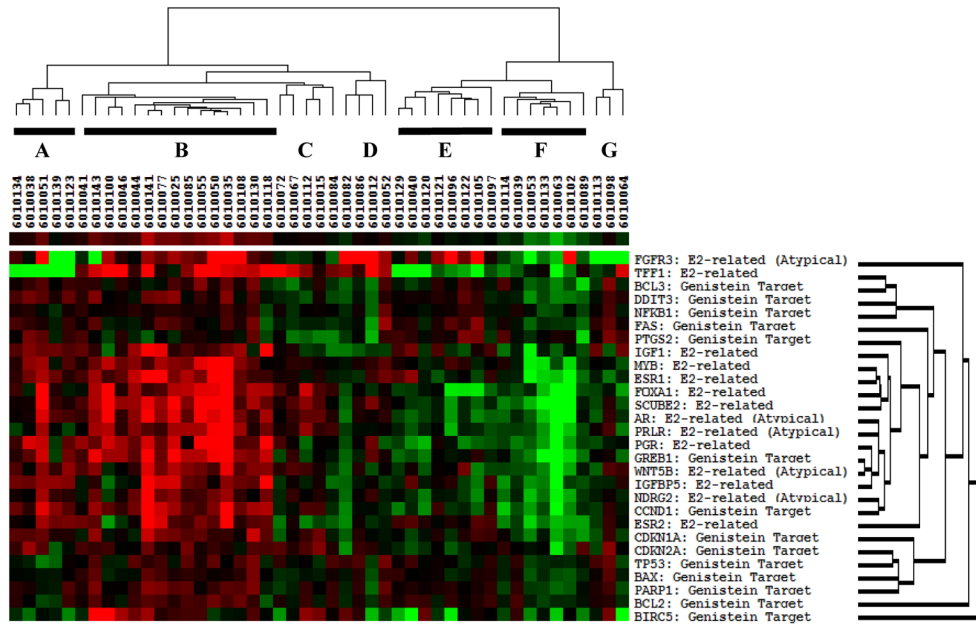 A B C D E F G
6010134
6010038
6010051
6010139
6010123
6010041
6010143
6010100
6010046
6010044
6010141
6010077
6010025
6010085
6010055
6010050
6010035
6010108
6010130
6010118
6010072
6010067
6010112
6010015
6010084
6010082
6010086
6010012
6010052
6010129
6010040
6010120
6010121
6010096
6010122
6010105
6010097
6010114
6010039
6010053
6010133
6010063
6010102
6010089
6010113
6010098
6010064
FGFR3: E2-related (Atypical)
TFF1: E2-related
BCL3: Genistein Target
DDIT3: Genistein Target
NFKB1: Genistein Target
FAS: Genistein Target
PTGS2: Genistein Target
IGF1: E2-related
MYB: E2-related
ESR1: E2-related
FOXA1: E2-related
SCUBE2: E2-related
AR: E2-related (Atypical)
PRLR: E2-related (Atypical)
PGR: E2-related
GREB1: Genistein Target
WNT5B: E2-related (Atypical)
IGFBP5: E2-related
NDRG2: E2-related (Atypical)
CCND1: Genistein Target
ESR2: E2-related
CDKN1A: Genistein Target
CDKN2A: Genistein Target
TP53: Genistein Target
BAX: Genistein Target
PARP1: Genistein Target
BCL2: Genistein Target
BIRC5: Genistein Target